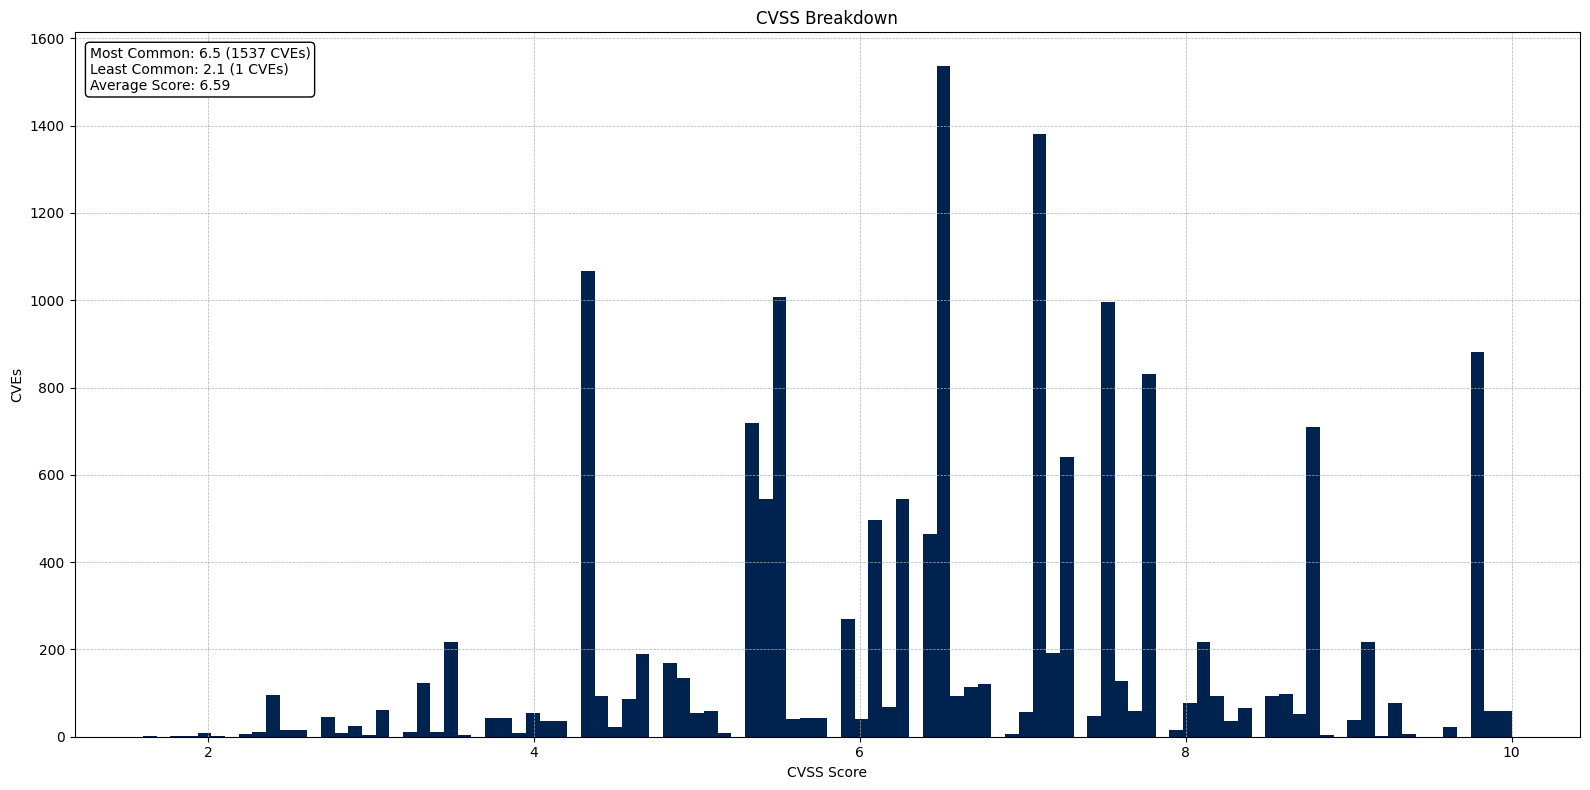 CVSS Breakdown
Most Common: 6.5 (1537 CVEs)
Least Common: 2.1 (1 CVEs)
Average Score: 6.59
1600
1400
1200
1000
800
600
400
200
0
CVEs
2 4 6 8 10
CVSS Score